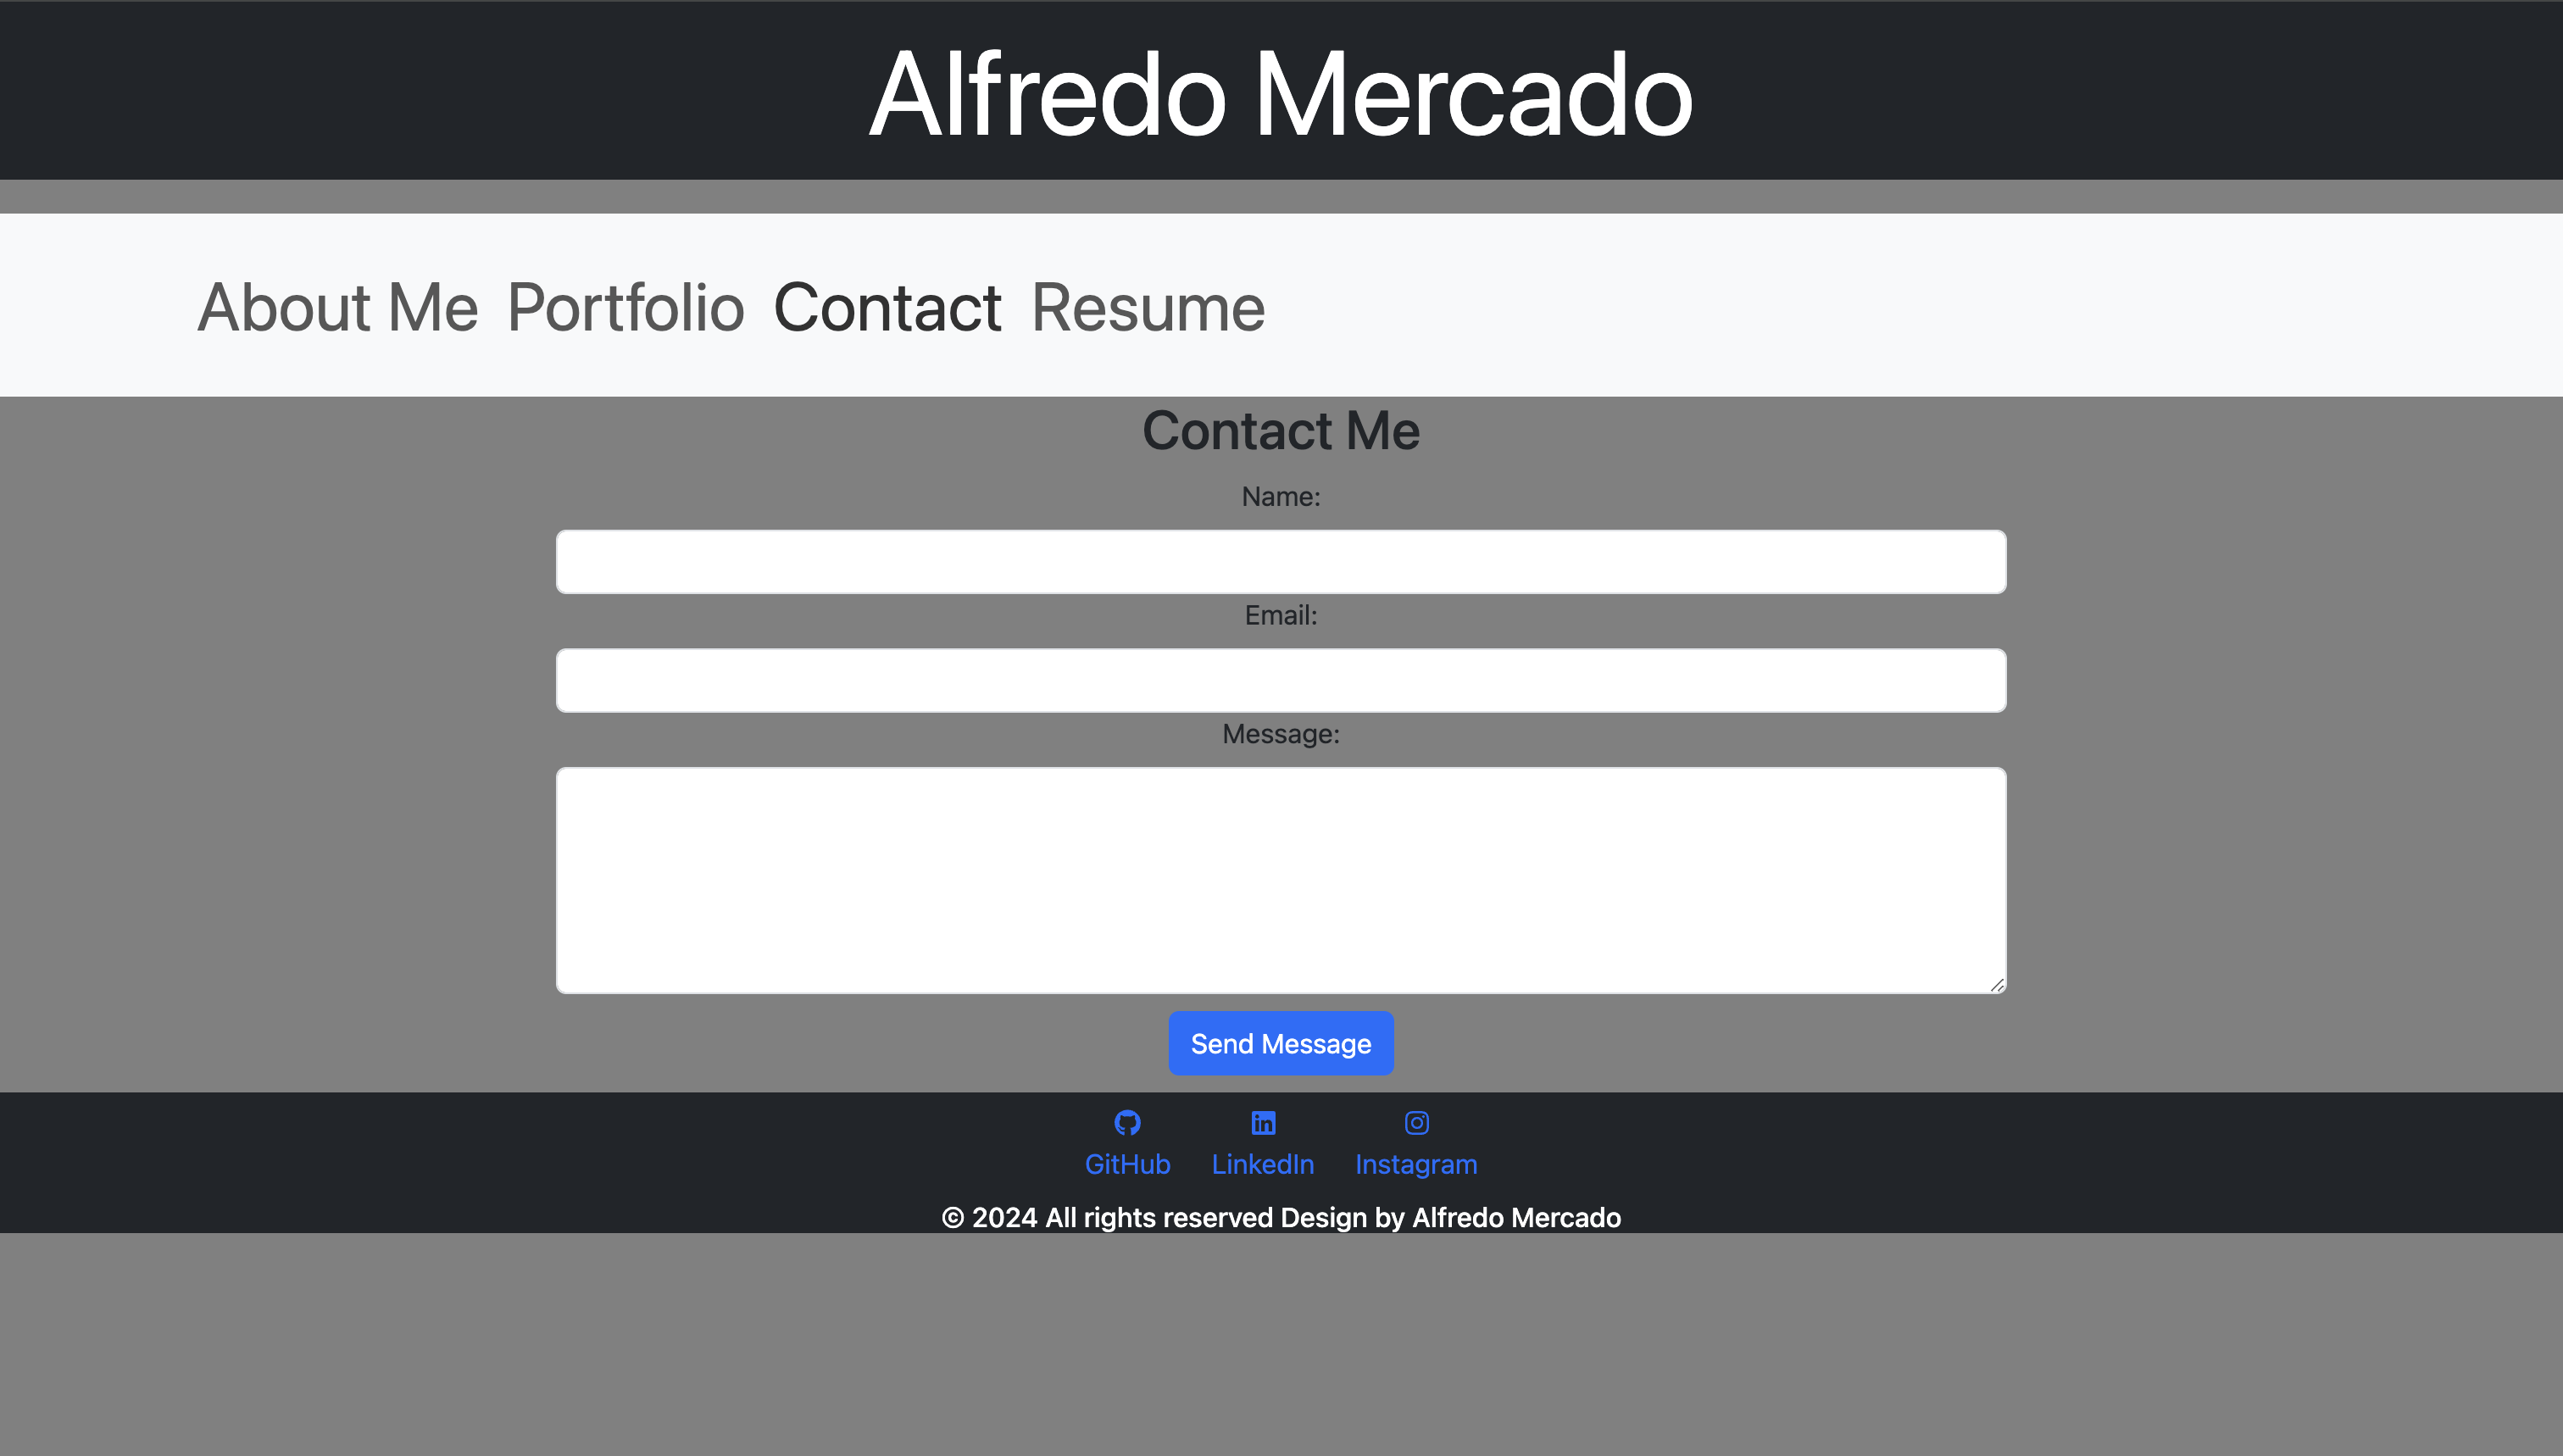 Alfredo Mercado
About Me Portfolio Contact Resume
Contact Me
Name:
Email:
Message:
Send Message
GitHub LinkedIn Instagram
© 2024 All rights reserved Design by Alfredo Mercado